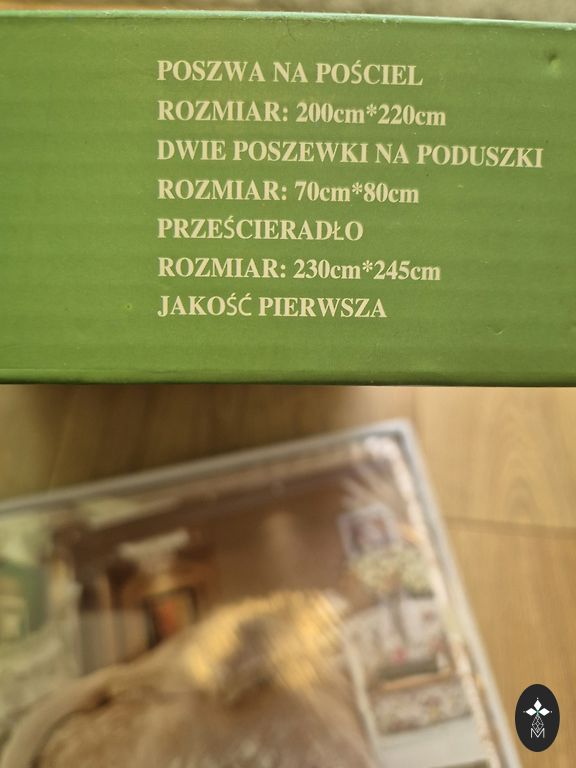 POSZWA NA POŚCIEL
ROZMIAR: 200cm*220cm
DWIE POSZEWKI NA PODUSZKI
ROZMIAR: 70cm*80cm
PRZEŚCIERADŁO
ROZMIAR: 230cm*245cm
JAKOŚĆ PIERWSZA